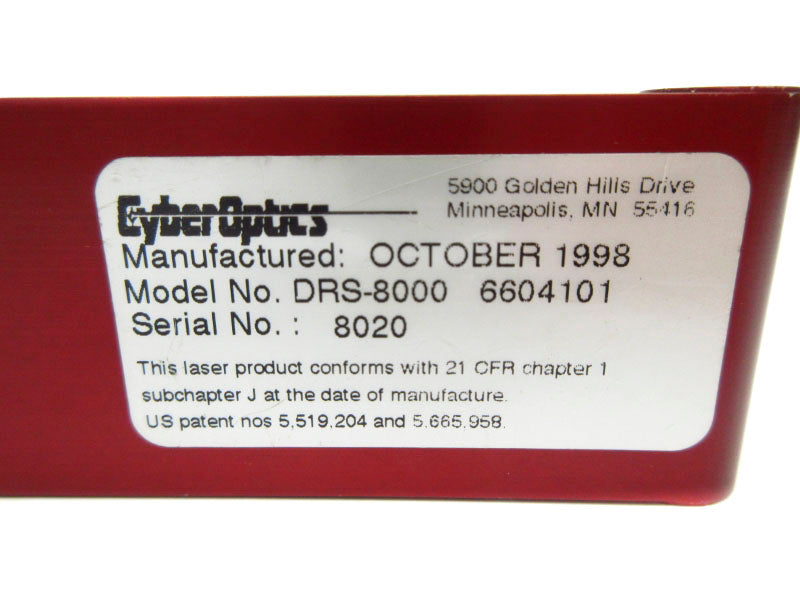 CyberOptics
5900 Golden Hills Drive
Minneapolis, MN 55416
Manufactured: OCTOBER 1998
Model No. DRS-8000 6604101
Serial No. : 8020
This laser product conforms with 21 CFR chapter 1
subchapter J at the date of manufacture.
US patent nos 5,519,204 and 5,665,958.